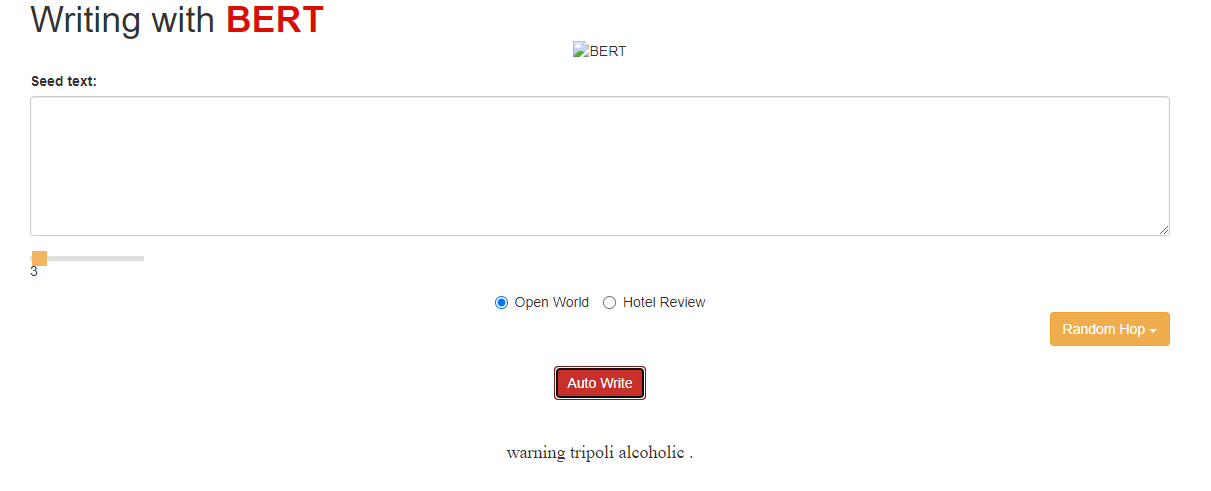 Writing with BERT
BERT
Seed text:
3
Open World Hotel Review
Random Hop
Auto Write
warning tripoli alcoholic .